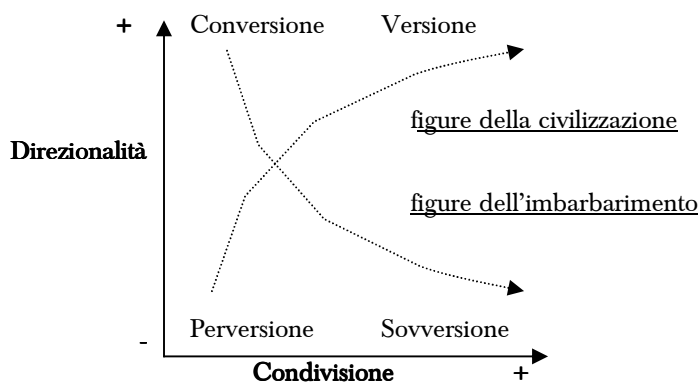 + Conversione Versione
figure della civilizzazione
Direzionalità
figure dell'imbarbarimento
- Perversione Sovversione
Condivisione +